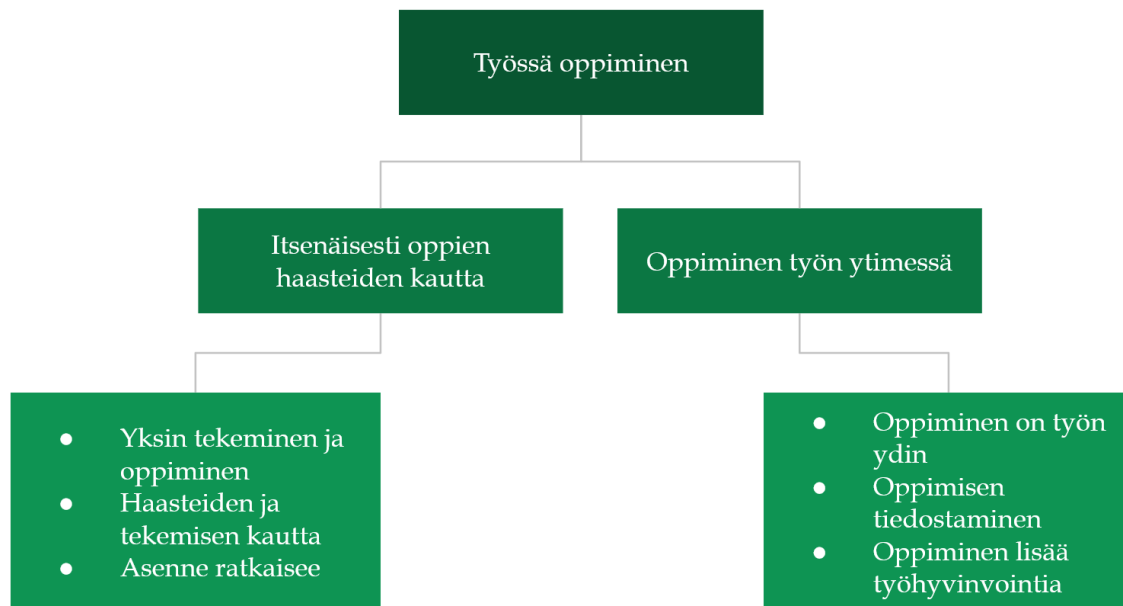 Työssä oppiminen
Itsenäisesti oppien
haasteiden kautta
Oppiminen työn ytimessä
● Yksin tekeminen ja
oppiminen
● Haasteiden ja
tekemisen kautta
● Asenne ratkaisee
● Oppiminen on työn
ydin
● Oppimisen
tiedostaminen
● Oppiminen lisää
työhyvinvointia